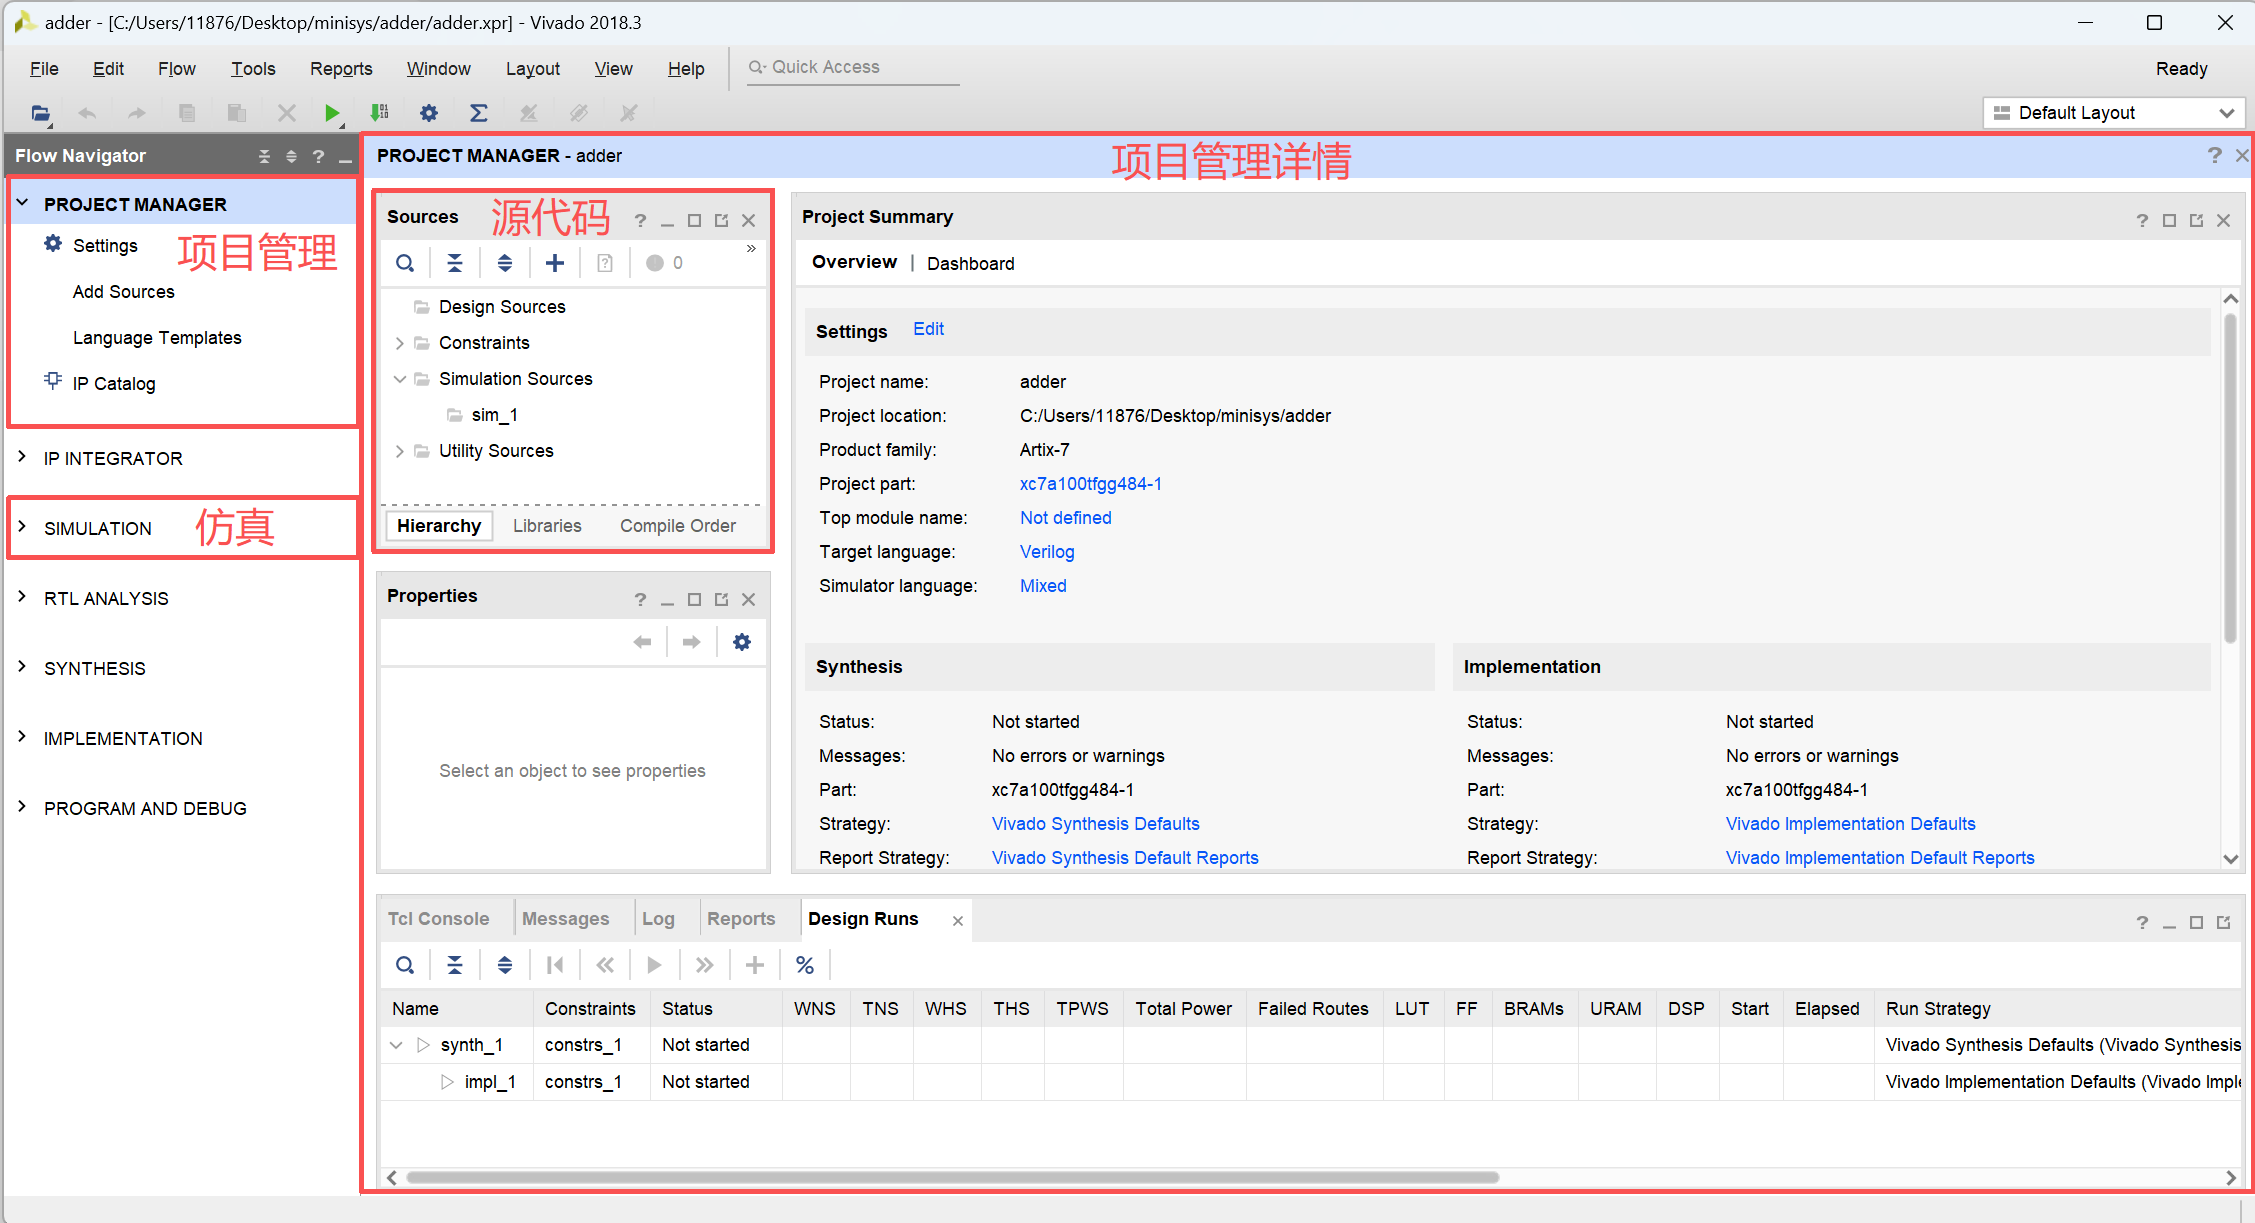 adder - [C:/Users/11876/Desktop/minisys/adder/adder.xpr] - Vivado 2018.3
File Edit Flow Tools Reports Window Layout View Help Quick Access Ready
Default Layout
Flow Navigator
PROJECT MANAGER
Settings
项目管理
Add Sources
Language Templates
IP Catalog
IP INTEGRATOR
SIMULATION 仿真
RTL ANALYSIS
SYNTHESIS
IMPLEMENTATION
PROGRAM AND DEBUG
PROJECT MANAGER - adder
项目管理详情
Sources 源代码
0
Design Sources
Constraints
Simulation Sources
sim_1
Utility Sources
Hierarchy Libraries Compile Order
Properties
Select an object to see properties
Project Summary
Overview | Dashboard
Settings Edit
Project name: adder
Project location: C:/Users/11876/Desktop/minisys/adder
Product family: Artix-7
Project part: xc7a100tfgg484-1
Top module name: Not defined
Target language: Verilog
Simulator language: Mixed
Synthesis
Status: Not started
Messages: No errors or warnings
Part: xc7a100tfgg484-1
Strategy: Vivado Synthesis Defaults
Report Strategy: Vivado Synthesis Default Reports
Implementation
Status: Not started
Messages: No errors or warnings
Part: xc7a100tfgg484-1
Strategy: Vivado Implementation Defaults
Report Strategy: Vivado Implementation Default Reports
Tcl Console Messages Log Reports Design Runs
Name Constraints Status WNS TNS WHS THS TPWS Total Power Failed Routes LUT FF BRAMs URAM DSP Start Elapsed Run Strategy
synth_1 constrs_1 Not started Vivado Synthesis Defaults (Vivado Synthesis
impl_1 constrs_1 Not started Vivado Implementation Defaults (Vivado Imple